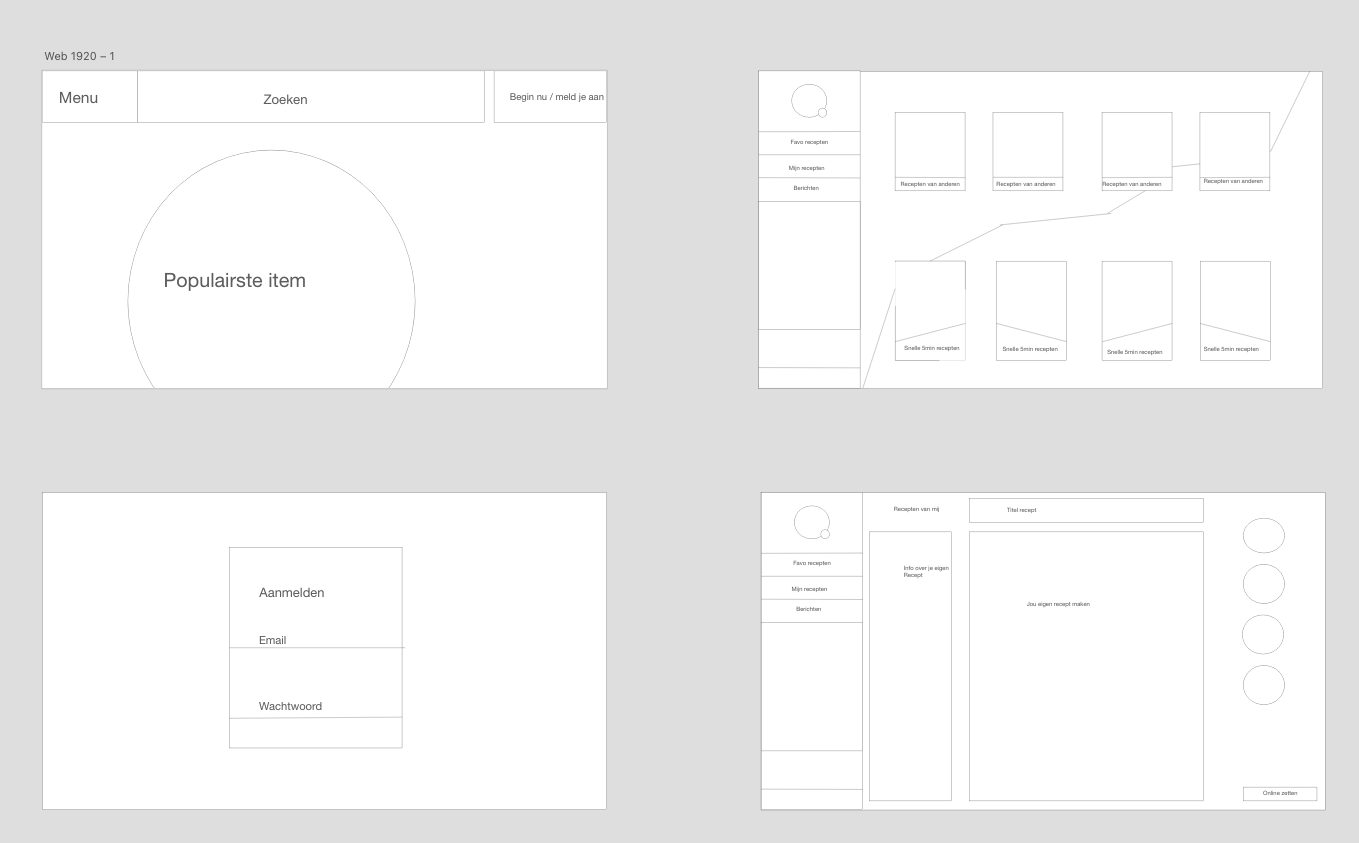 Web 1920 – 1
Menu
Zoeken
Begin nu / meld je aan
Populairste item
Favo recepten
Mijn recepten
Berichten
Recepten van anderen
Recepten van anderen
Recepten van anderen
Recepten van anderen
Snelle 5min recepten
Snelle 5min recepten
Snelle 5min recepten
Snelle 5min recepten
Aanmelden
Email
Wachtwoord
Favo recepten
Mijn recepten
Berichten
Recepten van mij
Titel recept
Info over je eigen
Recept
Jou eigen recept maken
Online zetten